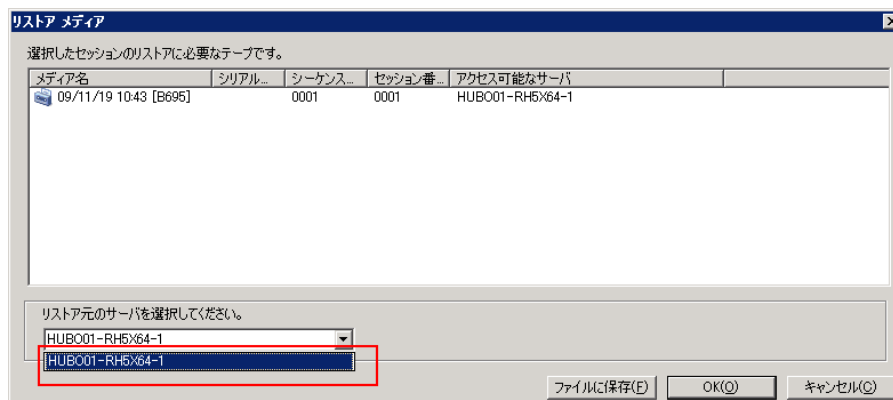 リストア メディア
選択したセッションのリストアに必要なテープです。
メディア名 シリアル... シーケンス... セッション番... アクセス可能なサーバ
09/11/19 10:43 [B695] 0001 0001 HUBO01-RH5X64-1
リストア元のサーバを選択してください。
HUBO01-RH5X64-1
HUBO01-RH5X64-1
ファイルに保存(F) OK(O) キャンセル(C)